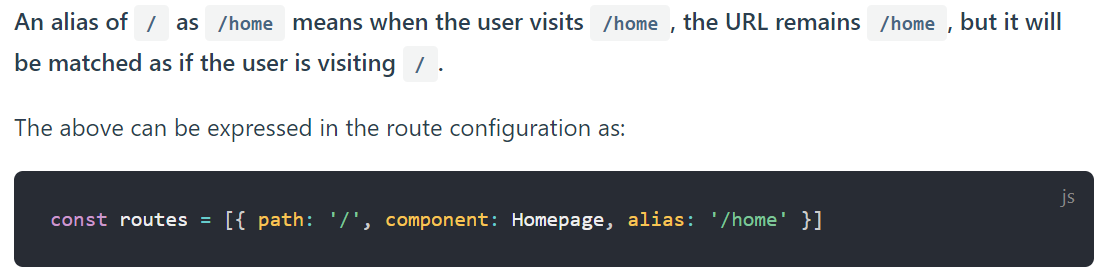 An alias of / as /home means when the user visits /home, the URL remains /home, but it will
be matched as if the user is visiting /.
The above can be expressed in the route configuration as:
js
const routes = [{ path: '/', component: Homepage, alias: '/home' }]